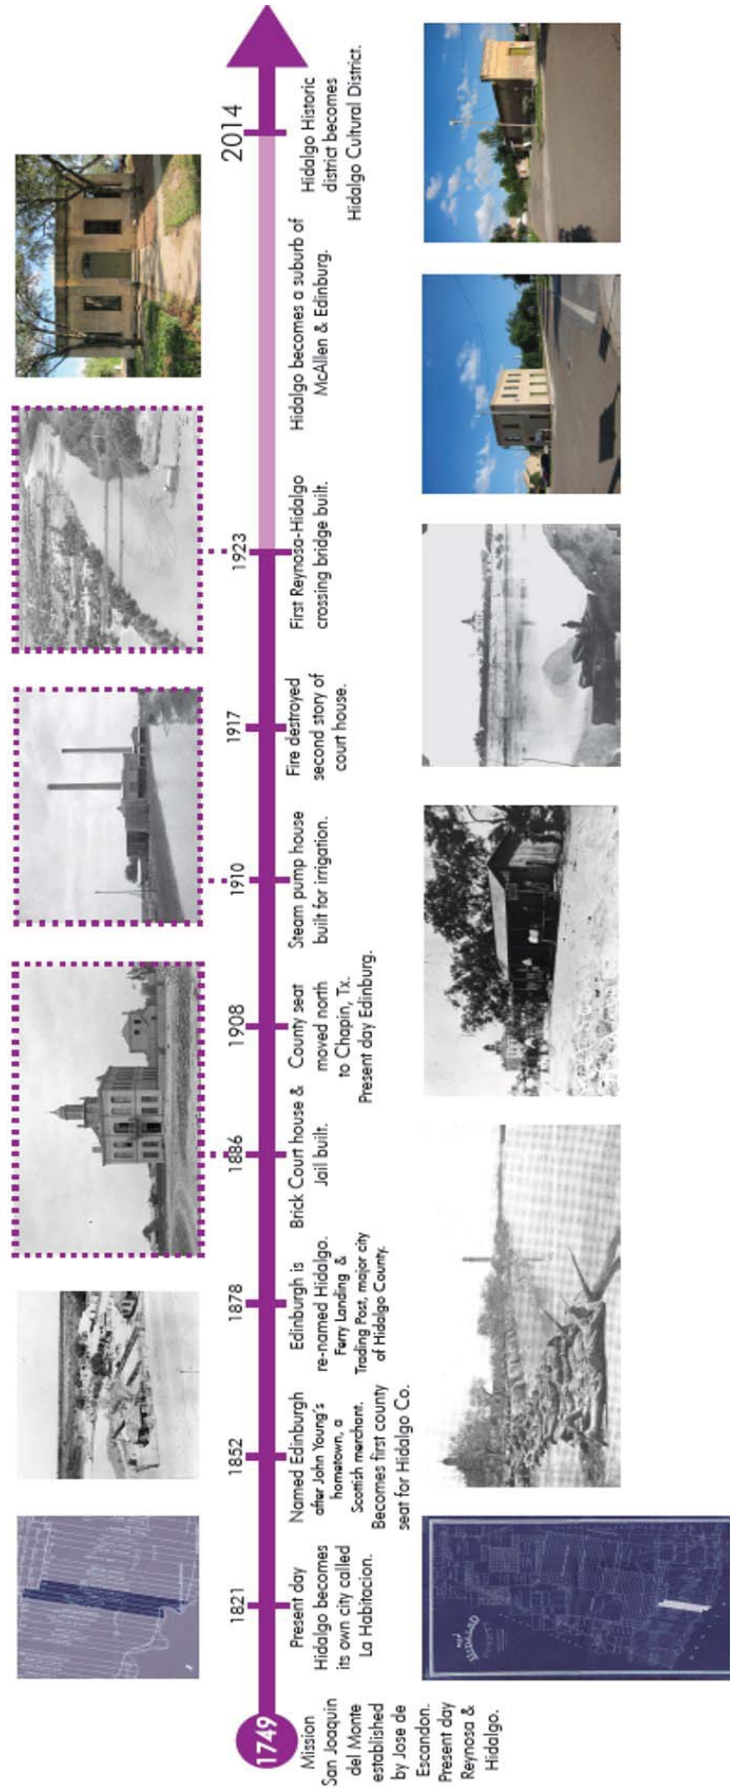 1749
Mission
San Joaquin
del Monte
established
by Jose de
Escandon.
Present day
Reynosa &
Hidalgo.
1821
Present day
Hidalgo becomes
its own city called
La Habitacion.
1852
Named Edinburgh
after John Young's
hometown, a
Scottish merchant.
Becomes first county
seat for Hidalgo Co.
1878
Edinburgh is
re-named Hidalgo.
Ferry Landing &
Trading Post, major city
of Hidalgo County.
1886
Brick Court house &
Jail built.
1908
County seat
moved north
to Chapin, Tx.
Present day Edinburg.
1910
Steam pump house
built for irrigation.
1917
Fire destroyed
second story of
court house.
1923
First Reynosa-Hidalgo
crossing bridge built.
Hidalgo becomes a suburb of
McAllen & Edinburg.
2014
Hidalgo Historic
district becomes
Hidalgo Cultural District.